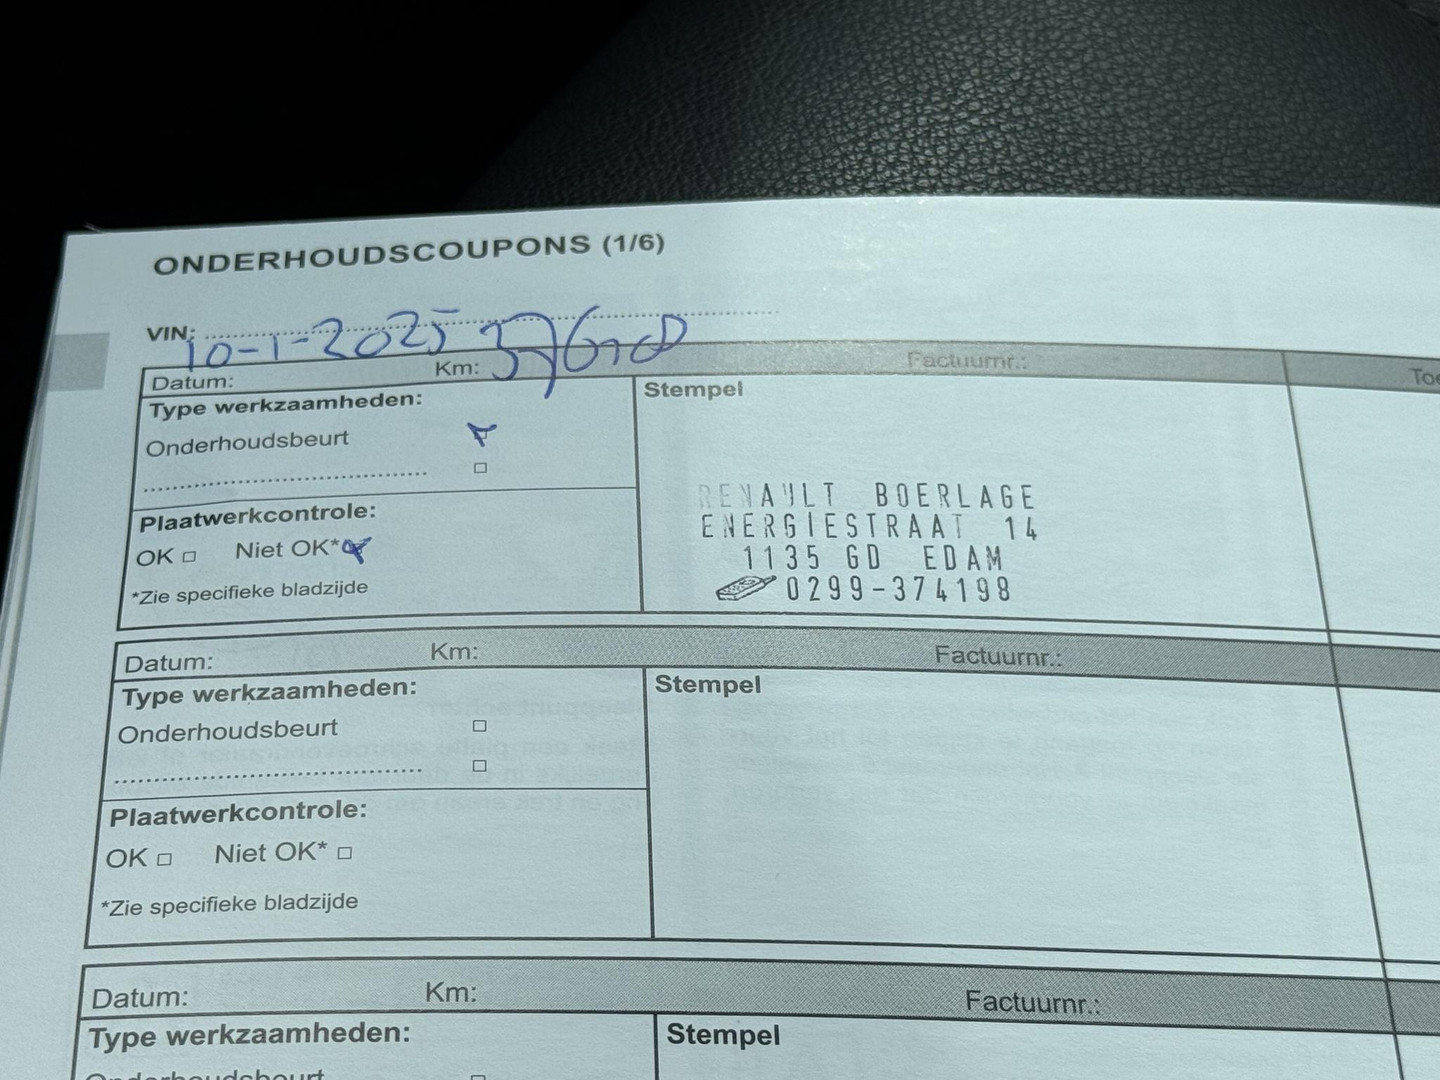 ONDERHOUDSCOUPONS (1/6)
VIN:
10-1-2025
Datum: Km: Factuurnr.:
Type werkzaamheden: Stempel
Onderhoudsbeurt
Plaatwerkcontrole:
OK □ Niet OK*
*Zie specifieke bladzijde
RENAULT BOERLAGE
ENERGIESTRAAT 14
1135 GD EDAM
0299-374198
Datum: Km: Factuurnr.:
Type werkzaamheden: Stempel
Onderhoudsbeurt □
□
Plaatwerkcontrole:
OK □ Niet OK* □
*Zie specifieke bladzijde
Datum: Km: Factuurnr.:
Type werkzaamheden: Stempel
Onderhoudsbeurt